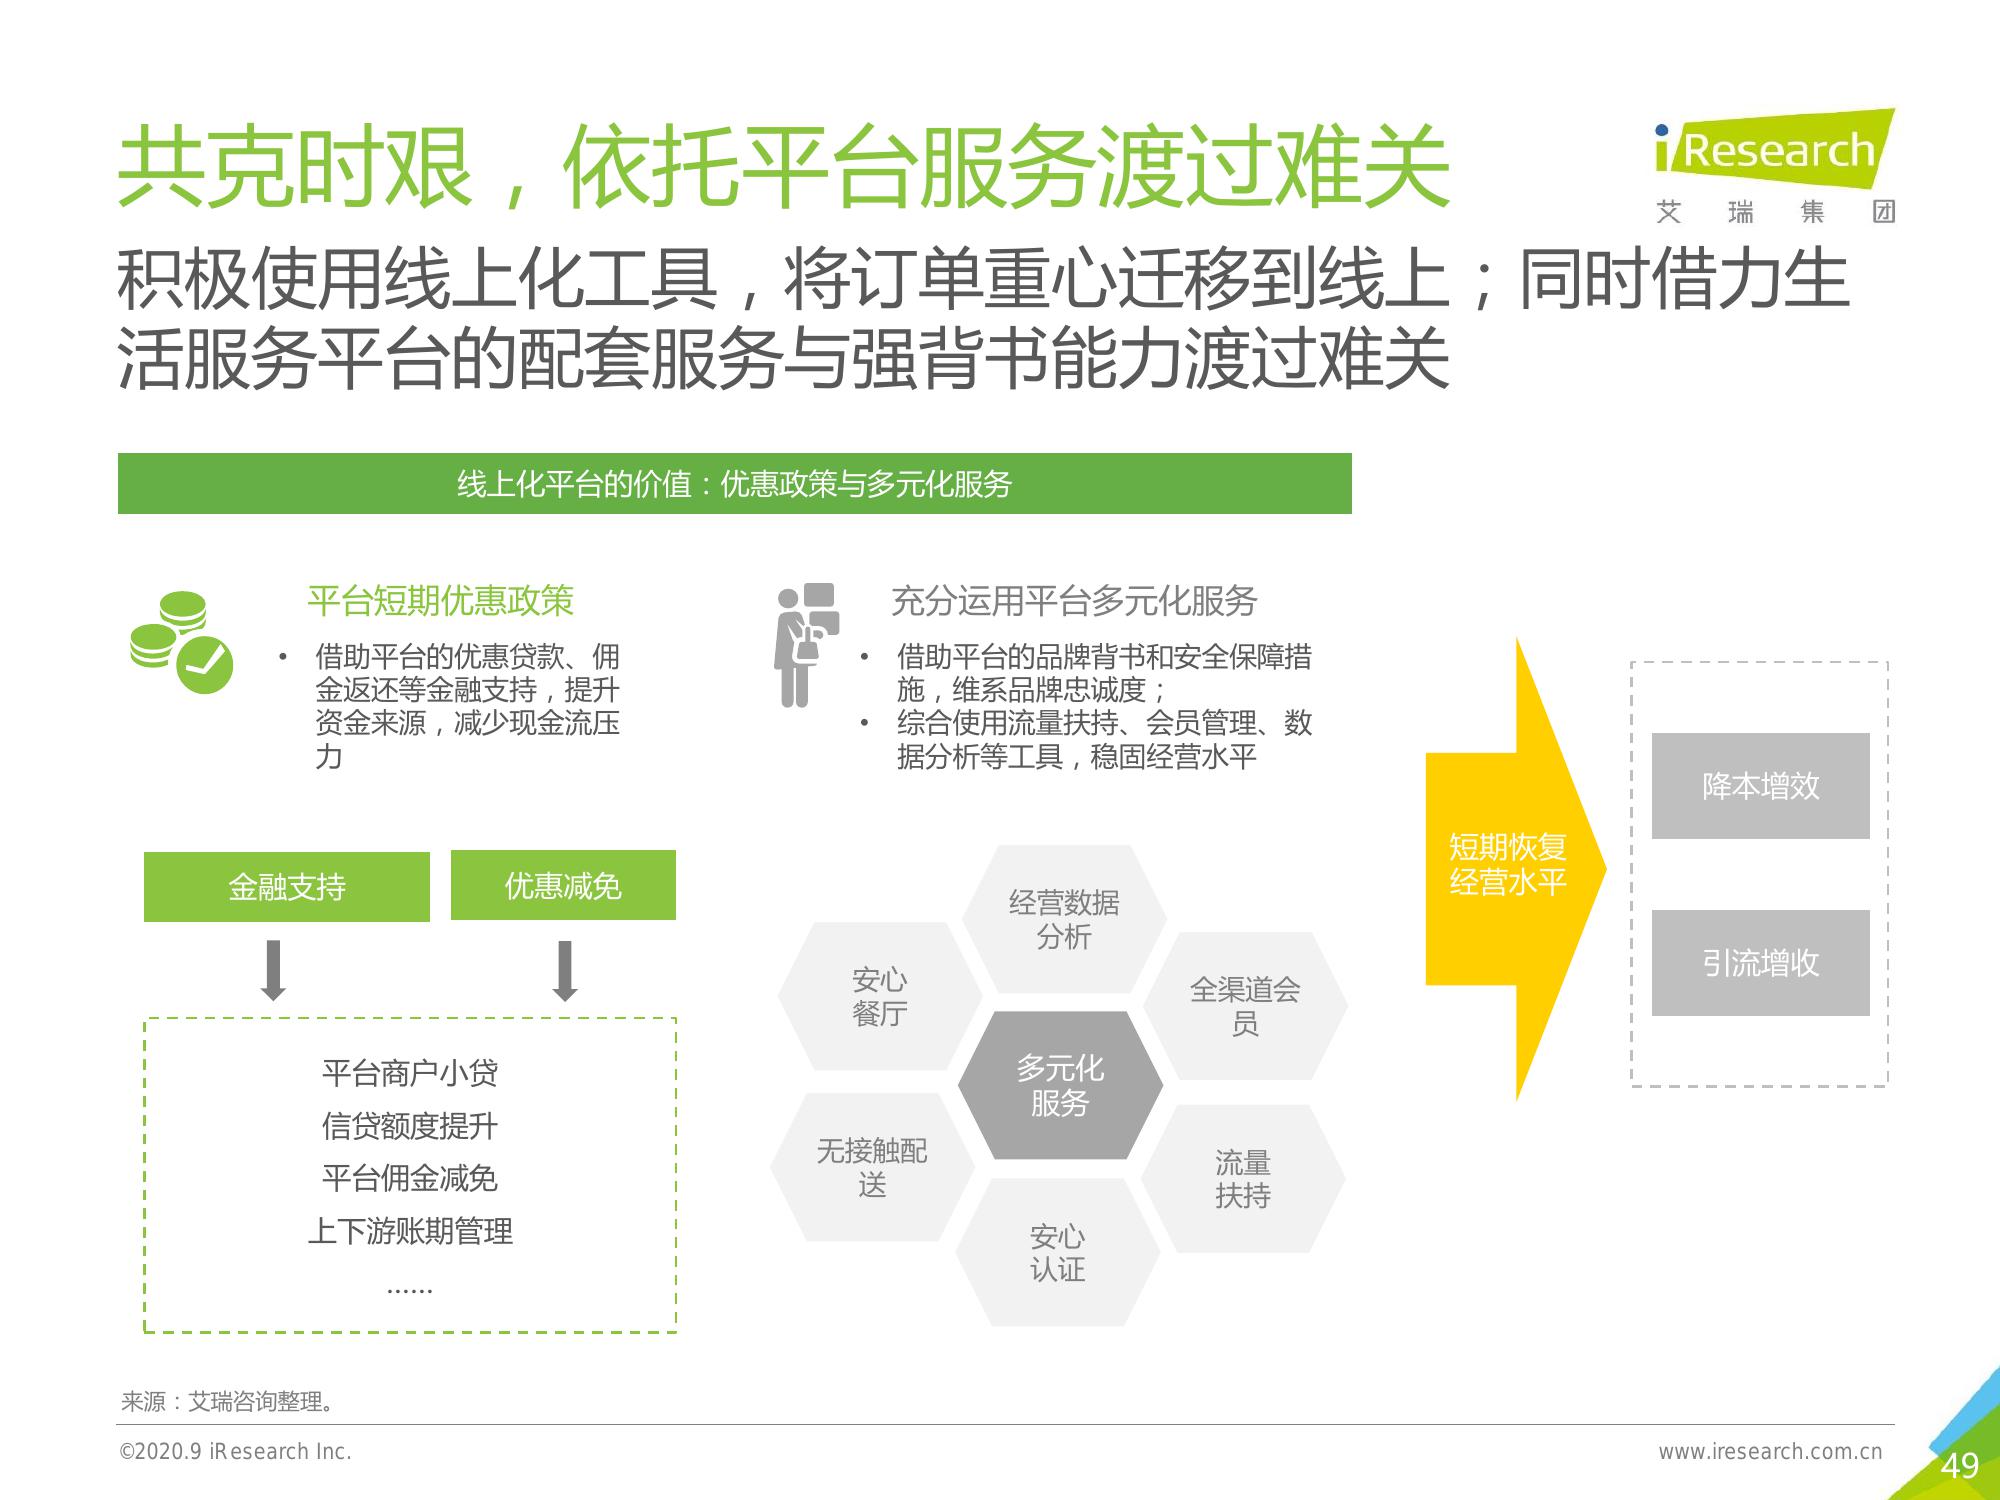 共克时艰，依托平台服务渡过难关
iResearch
艾 瑞 集 团
积极使用线上化工具，将订单重心迁移到线上；同时借力生
活服务平台的配套服务与强背书能力渡过难关
线上化平台的价值：优惠政策与多元化服务
平台短期优惠政策
• 借助平台的优惠贷款、佣
金返还等金融支持，提升
资金来源，减少现金流压
力
充分运用平台多元化服务
• 借助平台的品牌背书和安全保障措
施，维系品牌忠诚度；
• 综合使用流量扶持、会员管理、数
据分析等工具，稳固经营水平
金融支持
优惠减免
平台商户小贷
信贷额度提升
平台佣金减免
上下游账期管理
......
经营数据
分析
安心
餐厅
全渠道会
员
多元化
服务
无接触配
送
流量
扶持
安心
认证
短期恢复
经营水平
降本增效
引流增收
来源：艾瑞咨询整理。
©2020.9 iResearch Inc.
www.iresearch.com.cn
49